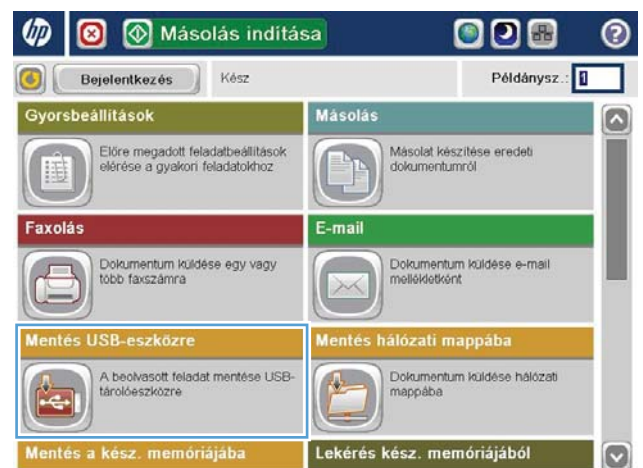 hp
Másolás indítása
?
Bejelentkezés
Kész
Példánysz.: 1
Gyorsbeállítások
Előre megadott feladatbeállítások
elérése a gyakori feladatokhoz
Másolás
Másolat készítése eredeti
dokumentumról
Faxolás
Dokumentum küldése egy vagy
több faxszámra
E-mail
Dokumentum küldése e-mail
mellékletként
Mentés USB-eszközre
A beolvasott feladat mentése USB-
tárolóeszközre
Mentés hálózati mappába
Dokumentum küldése hálózati
mappába
Mentés a kész. memóriájába
Lekérés kész. memóriájából